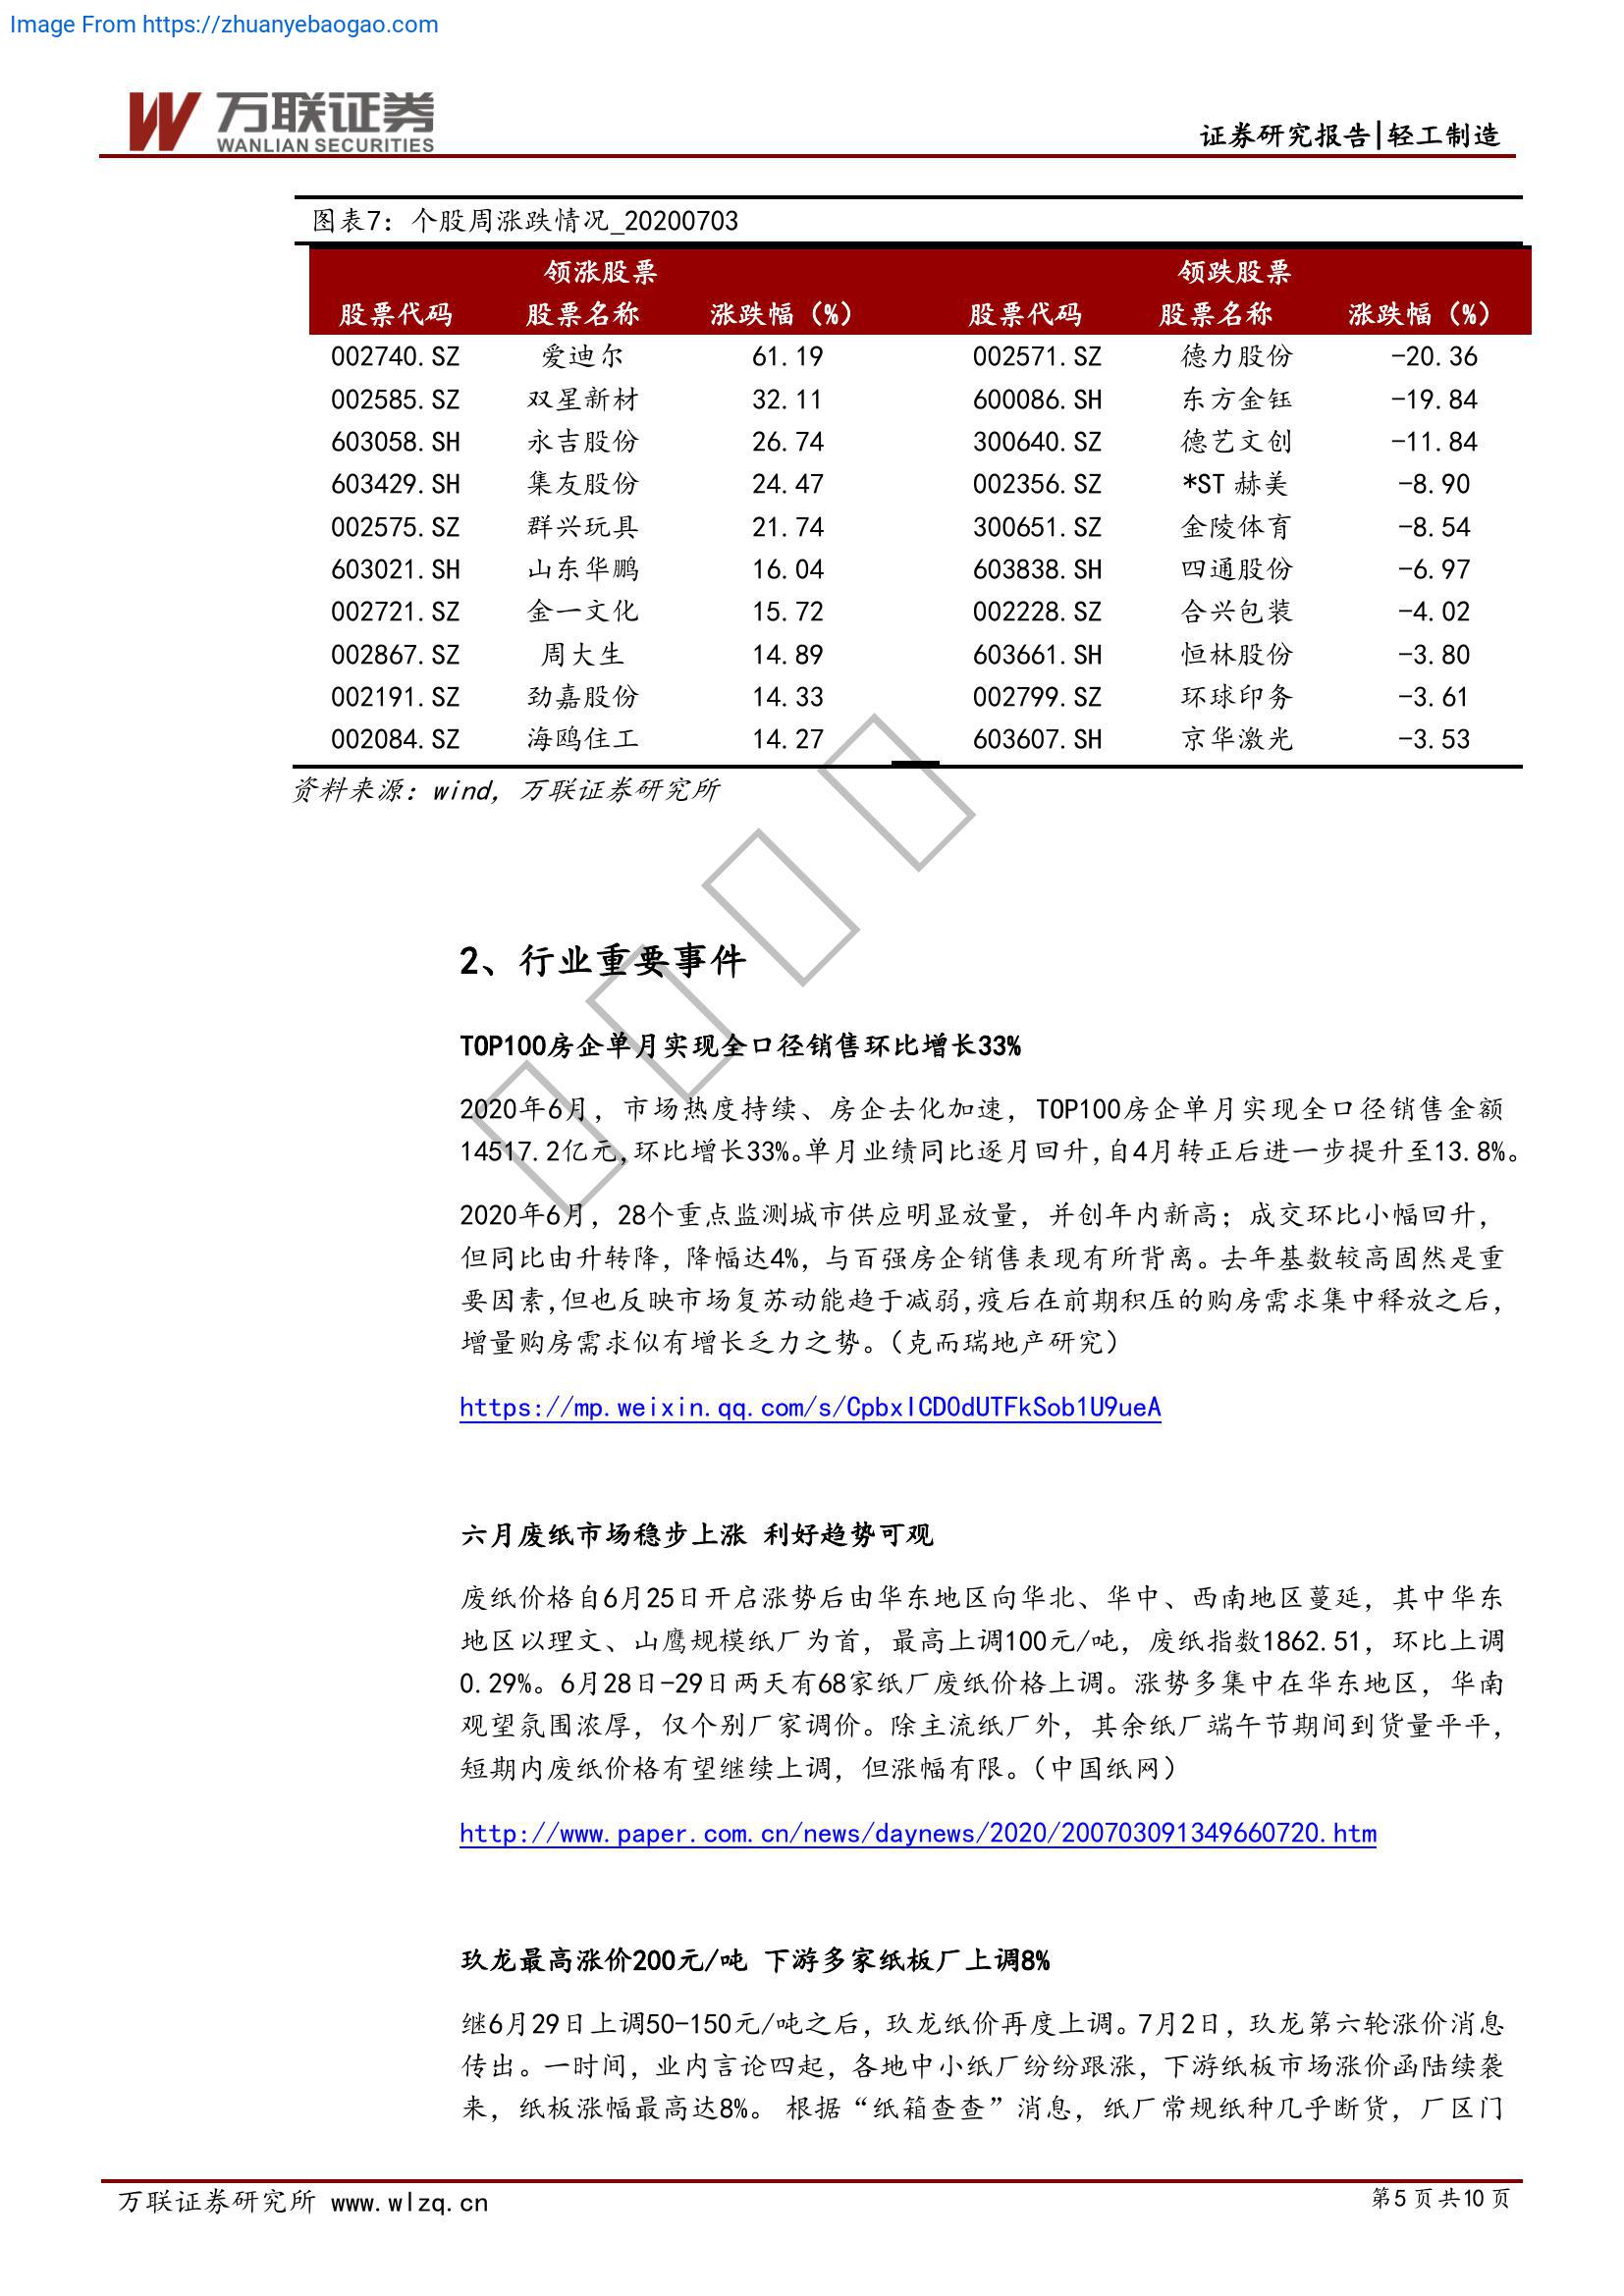 Image From https://zhuanyebaogao.com
万联证券
WANLIAN SECURITIES
证券研究报告|轻工制造
图表7：个股周涨跌情况_20200703
领涨股票 领跌股票
股票代码 股票名称 涨跌幅（%） 股票代码 股票名称 涨跌幅（%）
002740.SZ 爱迪尔 61.19 002571.SZ 德力股份 -20.36
002585.SZ 双星新材 32.11 600086.SH 东方金钰 -19.84
603058.SH 永吉股份 26.74 300640.SZ 德艺文创 -11.84
603429.SH 集友股份 24.47 002356.SZ *ST 赫美 -8.90
002575.SZ 群兴玩具 21.74 300651.SZ 金陵体育 -8.54
603021.SH 山东华鹏 16.04 603838.SH 四通股份 -6.97
002721.SZ 金一文化 15.72 002228.SZ 合兴包装 -4.02
002867.SZ 周大生 14.89 603661.SH 恒林股份 -3.80
002191.SZ 劲嘉股份 14.33 002799.SZ 环球印务 -3.61
002084.SZ 海鸥住工 14.27 603607.SH 京华激光 -3.53
资料来源：wind, 万联证券研究所
2、行业重要事件
TOP100房企单月实现全口径销售环比增长33%
2020年6月，市场热度持续、房企去化加速，TOP100房企单月实现全口径销售金额
14517.2亿元,环比增长33%。单月业绩同比逐月回升,自4月转正后进一步提升至13.8%。
2020年6月，28个重点监测城市供应明显放量，并创年内新高；成交环比小幅回升，
但同比由升转降，降幅达4%，与百强房企销售表现有所背离。去年基数较高固然是重
要因素,但也反映市场复苏动能趋于减弱,疫后在前期积压的购房需求集中释放之后，
增量购房需求似有增长乏力之势。（克而瑞地产研究）
https://mp.weixin.qq.com/s/CpbxICD0dUTFkSob1U9ueA
六月废纸市场稳步上涨 利好趋势可观
废纸价格自6月25日开启涨势后由华东地区向华北、华中、西南地区蔓延，其中华东
地区以理文、山鹰规模纸厂为首，最高上调100元/吨，废纸指数1862.51，环比上调
0.29%。6月28日-29日两天有68家纸厂废纸价格上调。涨势多集中在华东地区，华南
观望氛围浓厚，仅个别厂家调价。除主流纸厂外，其余纸厂端午节期间到货量平平，
短期内废纸价格有望继续上调，但涨幅有限。（中国纸网）
http://www.paper.com.cn/news/daynews/2020/200703091349660720.htm
玖龙最高涨价200元/吨 下游多家纸板厂上调8%
继6月29日上调50-150元/吨之后，玖龙纸价再度上调。7月2日，玖龙第六轮涨价消息
传出。一时间，业内言论四起，各地中小纸厂纷纷跟涨，下游纸板市场涨价函陆续袭
来，纸板涨幅最高达8%。 根据“纸箱查查”消息，纸厂常规纸种几乎断货，厂区门
万联证券研究所 www.wlzq.cn
第5 页 共10 页